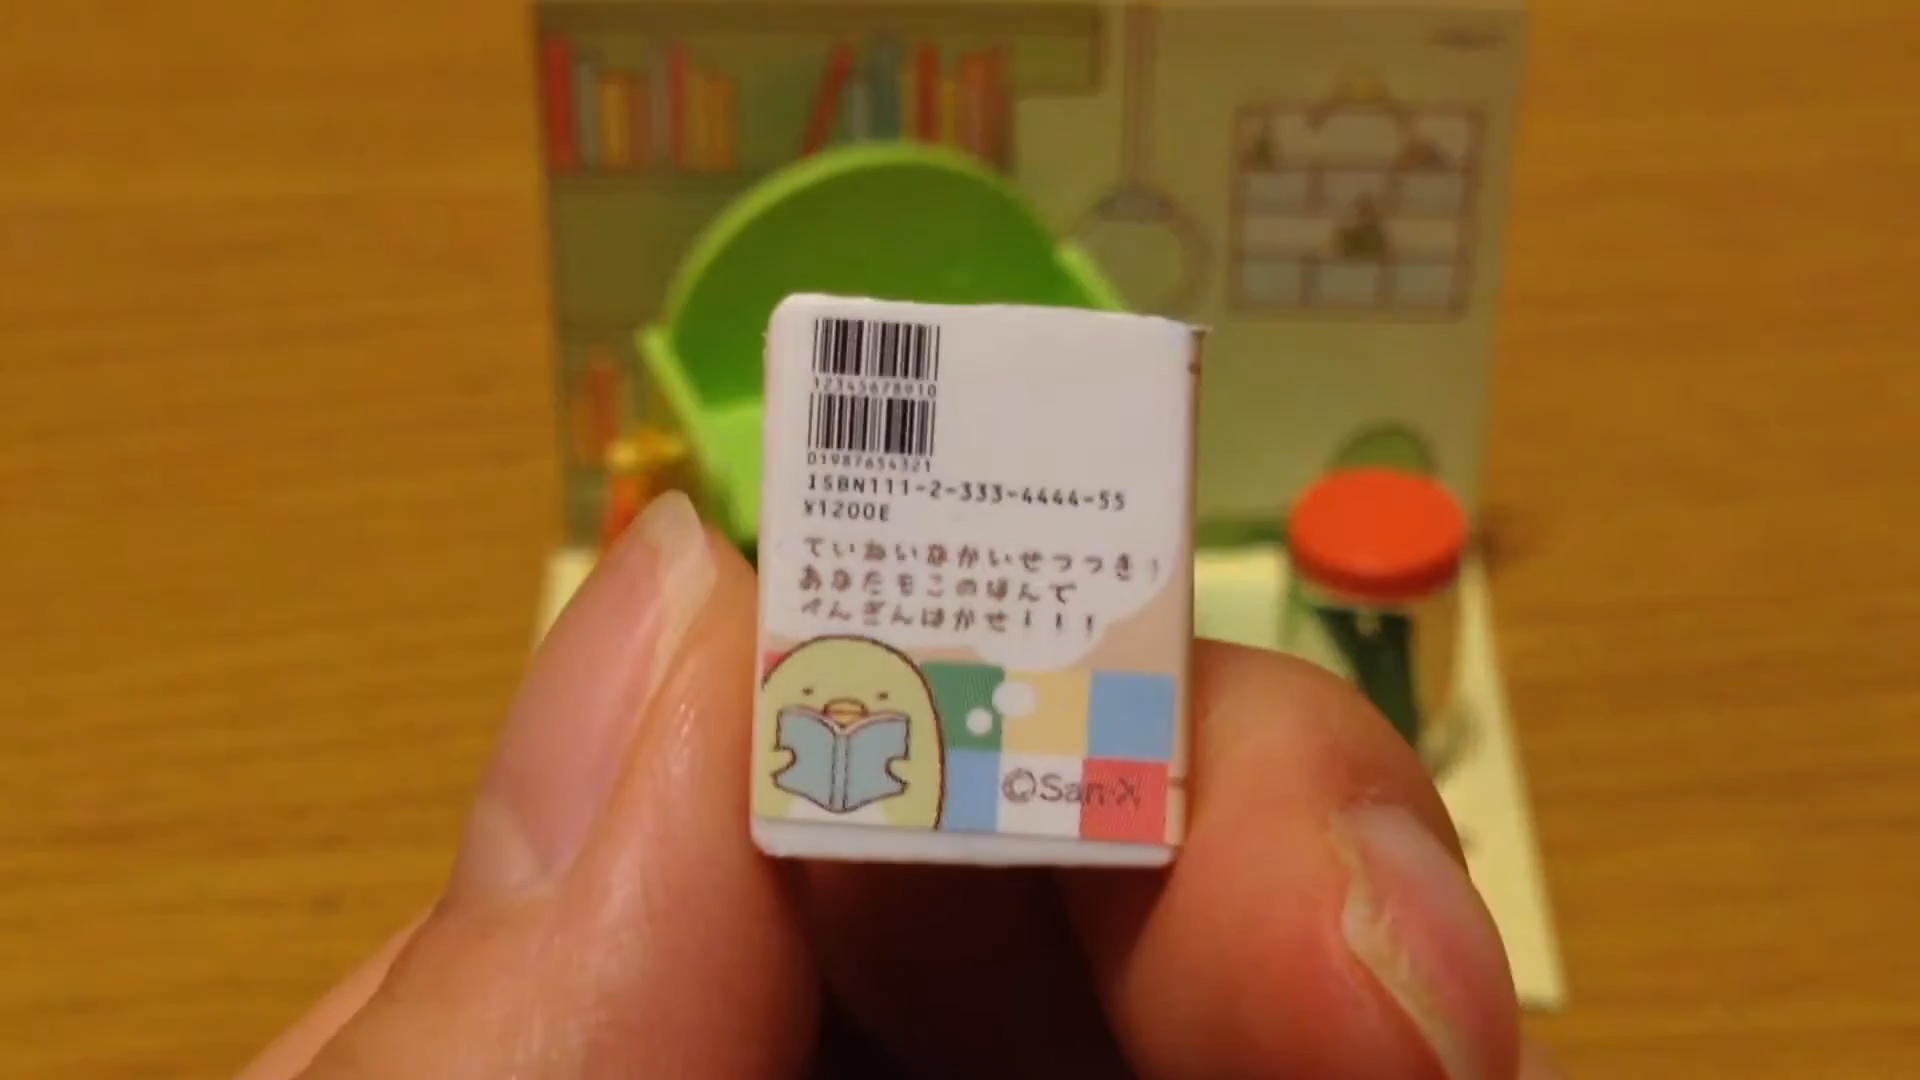 12345678910
01987654321
ISBN111-2-333-4444-55
¥1200E
ていねいなかいせつつき!
あなたもこのほんで
ぺんぎんはかせ!!!
©San-X